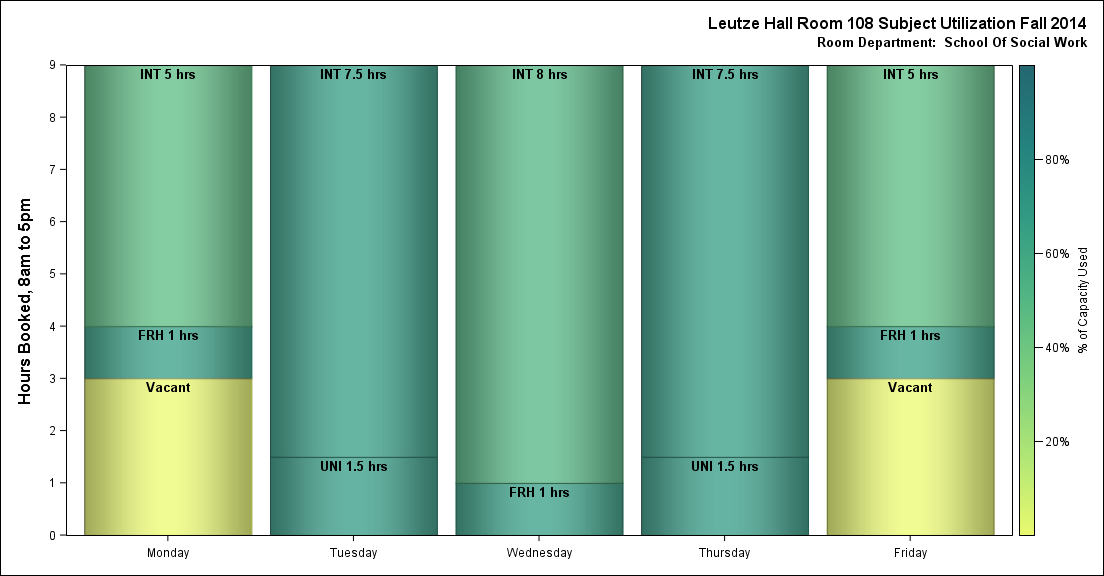 Leutze Hall Room 108 Subject Utilization Fall 2014
Room Department:  School Of Social Work
Hours Booked, 8am to 5pm
9
8
7
6
5
4
3
2
1
0
INT 5 hrs
FRH 1 hrs
Vacant
INT 7.5 hrs
UNI 1.5 hrs
INT 8 hrs
FRH 1 hrs
INT 7.5 hrs
UNI 1.5 hrs
INT 5 hrs
FRH 1 hrs
Vacant
Monday
Tuesday
Wednesday
Thursday
Friday
80%
60%
40%
20%
% of Capacity Used